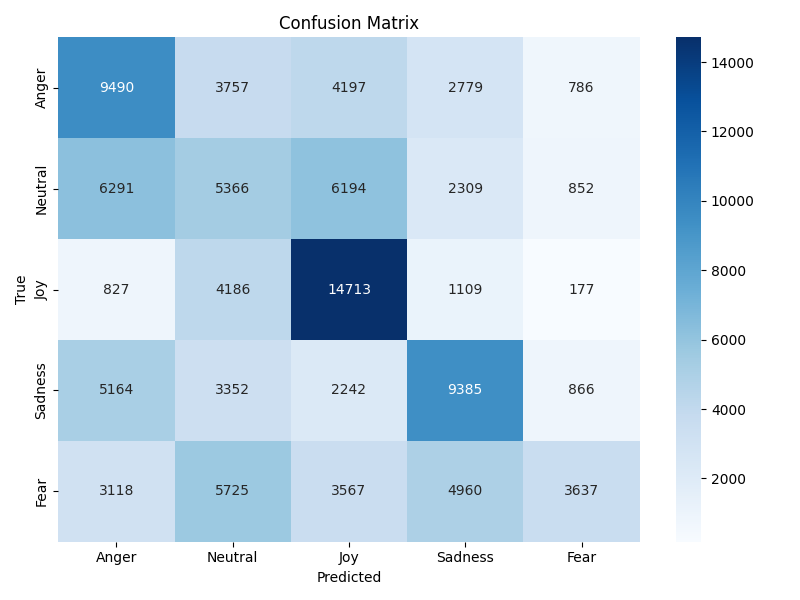 Confusion Matrix
Anger 9490 3757 4197 2779 786
Neutral 6291 5366 6194 2309 852
Joy 827 4186 14713 1109 177
Sadness 5164 3352 2242 9385 866
Fear 3118 5725 3567 4960 3637
True
Anger Neutral Joy Sadness Fear
Predicted
14000
12000
10000
8000
6000
4000
2000